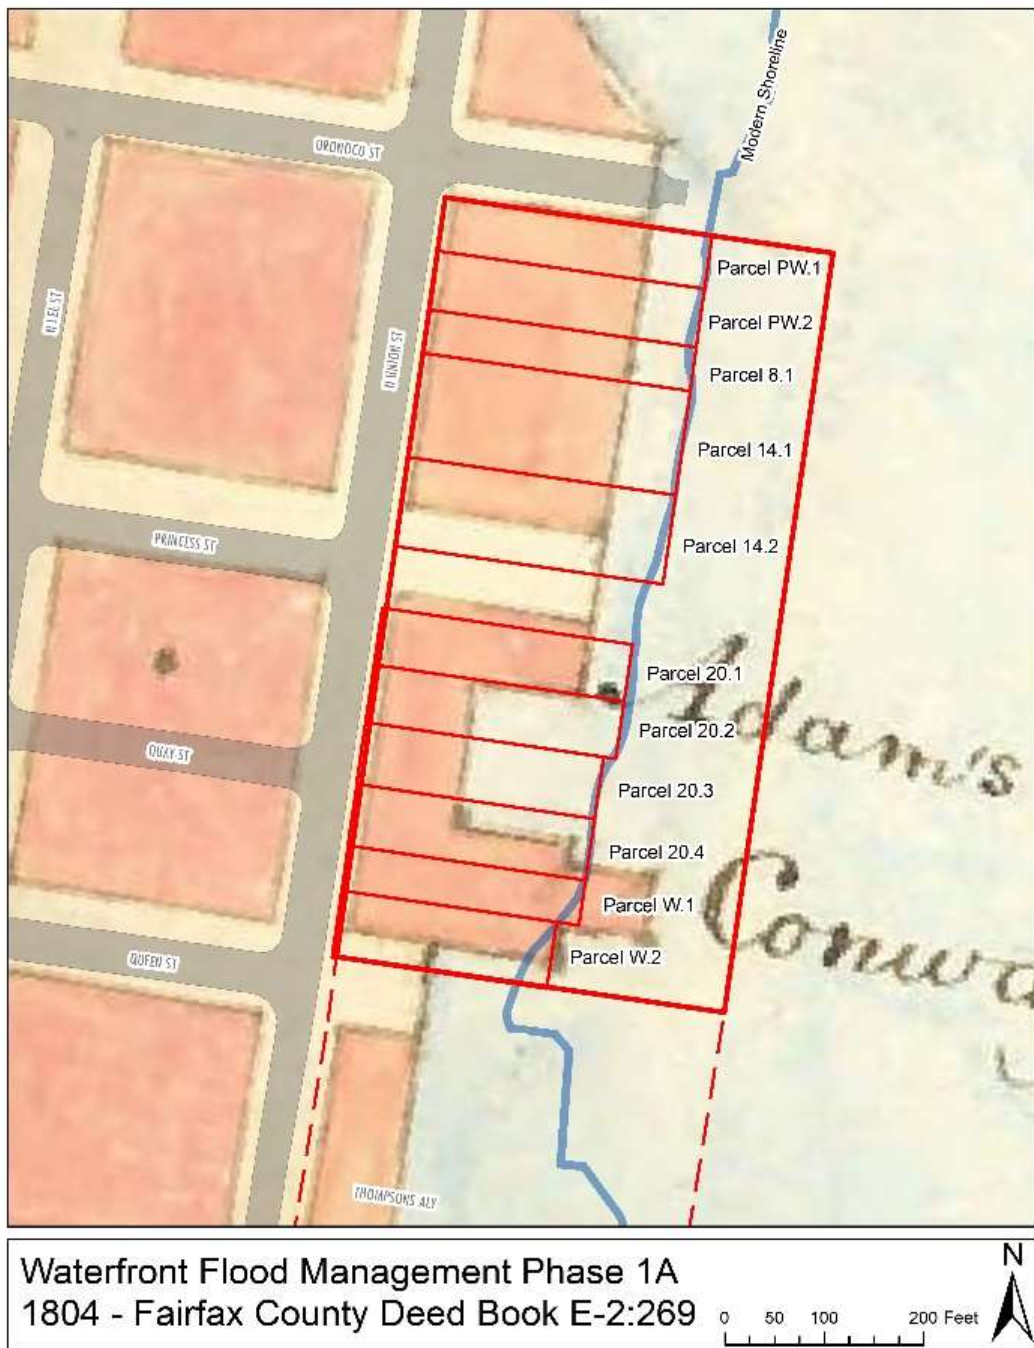 Modern Shoreline
ORONOCO ST
Parcel PW.1
N LEE ST
Parcel PW.2
N UNION ST
Parcel 8.1
Parcel 14.1
PRINCESS ST
Parcel 14.2
Parcel 20.1
Adam's
Parcel 20.2
QUAY ST
Parcel 20.3
Parcel 20.4
Parcel W.1
QUEEN ST
Parcel W.2
THOMPSONS ALY
Waterfront Flood Management Phase 1A
1804 - Fairfax County Deed Book E-2:269
N
0 50 100 200 Feet